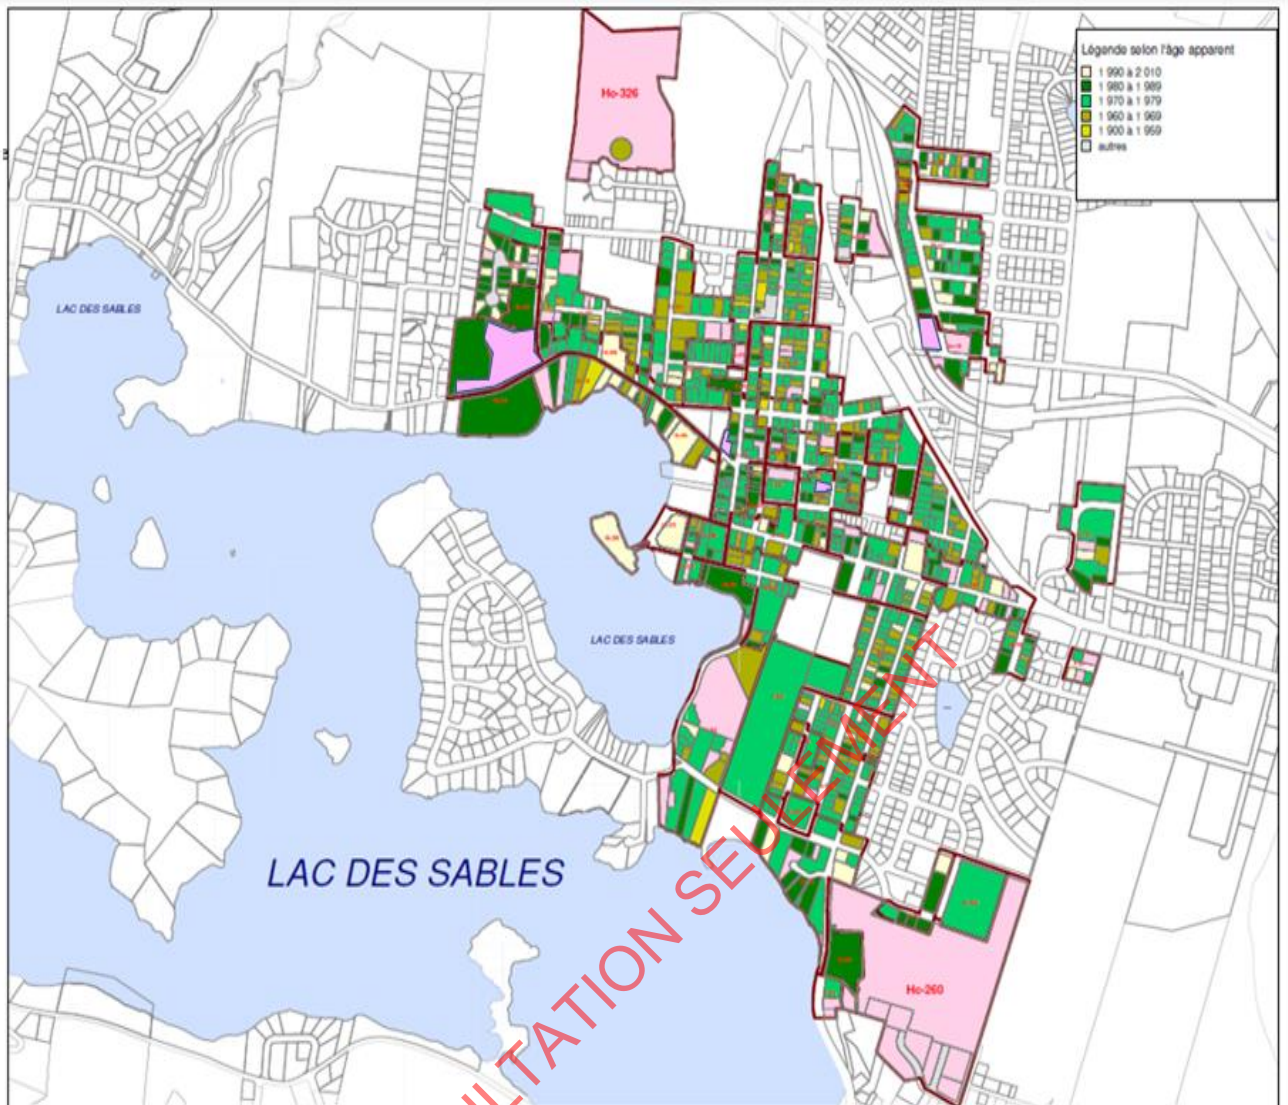 Légende selon l'âge apparent
1 990 à 2 010
1 980 à 1 989
1 970 à 1 979
1 960 à 1 969
1 900 à 1 959
autres
Hc-326
LAC DES SABLES
LAC DES SABLES
LAC DES SABLES
Hc-260
ULTATION SEULEMENT